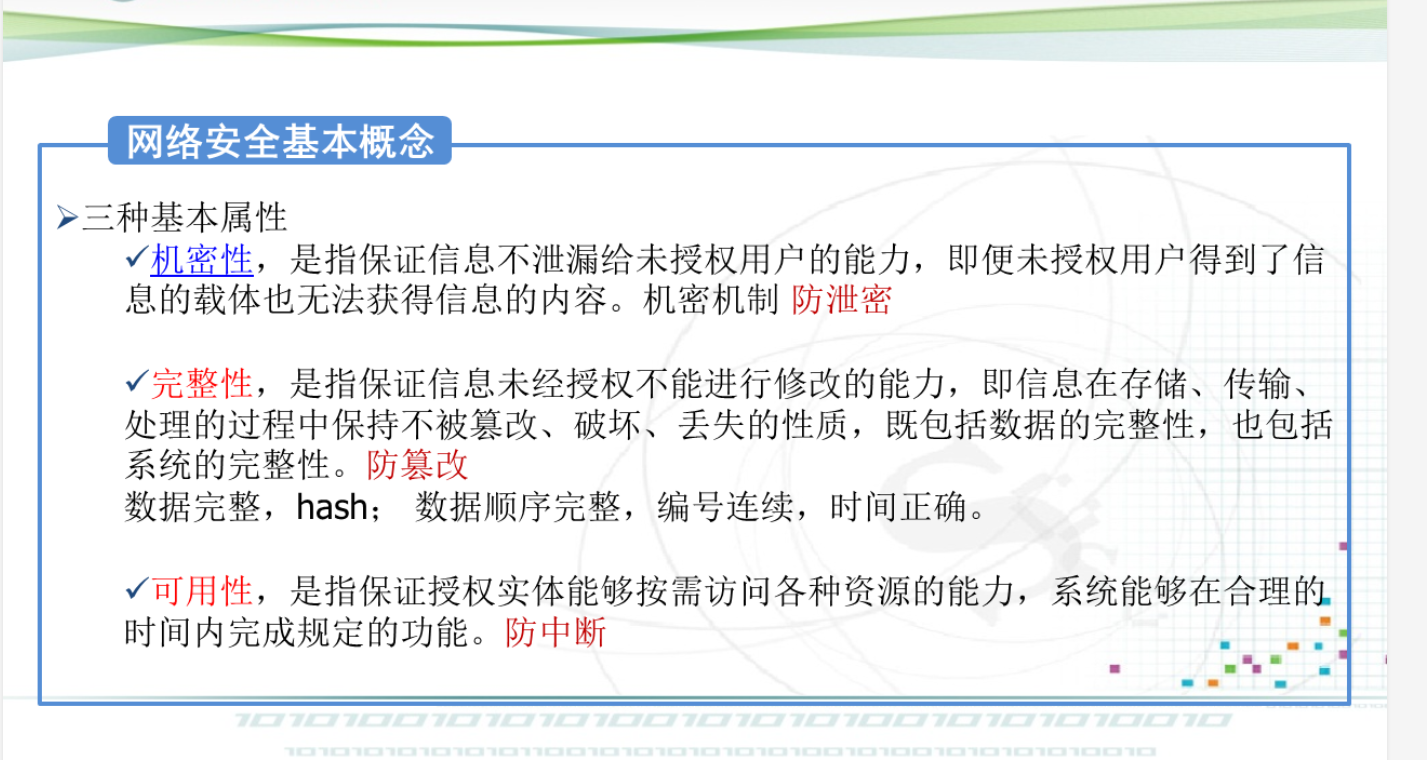 网络安全基本概念
➢三种基本属性
✓机密性，是指保证信息不泄漏给未授权用户的能力，即便未授权用户得到了信
息的载体也无法获得信息的内容。机密机制 防泄密
✓完整性，是指保证信息未经授权不能进行修改的能力，即信息在存储、传输、
处理的过程中保持不被篡改、破坏、丢失的性质，既包括数据的完整性，也包括
系统的完整性。防篡改
数据完整，hash； 数据顺序完整，编号连续，时间正确。
✓可用性，是指保证授权实体能够按需访问各种资源的能力，系统能够在合理的
时间内完成规定的功能。防中断